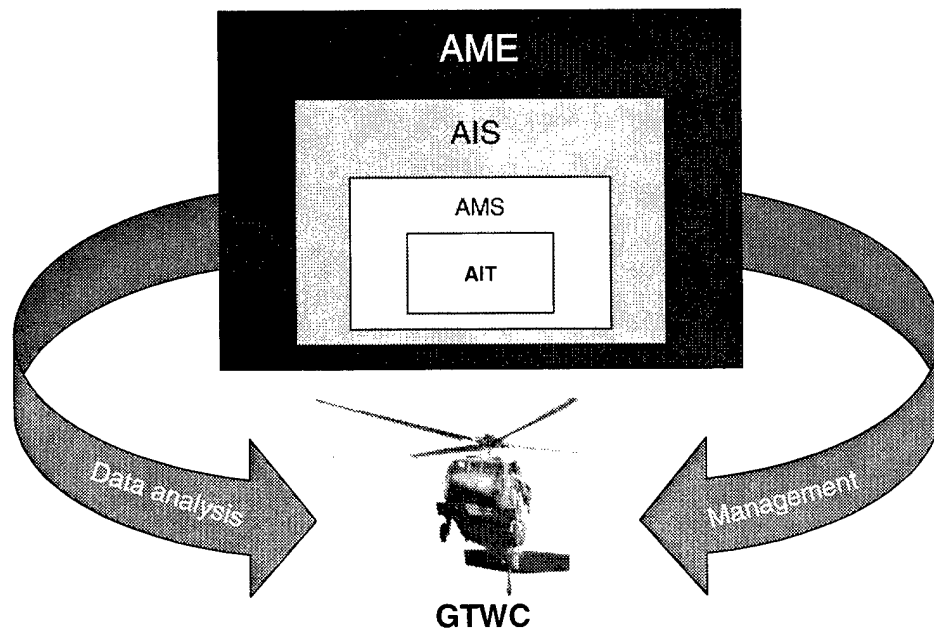 AME
AIS
AMS
AIT
Data analysis
Management
GTWC